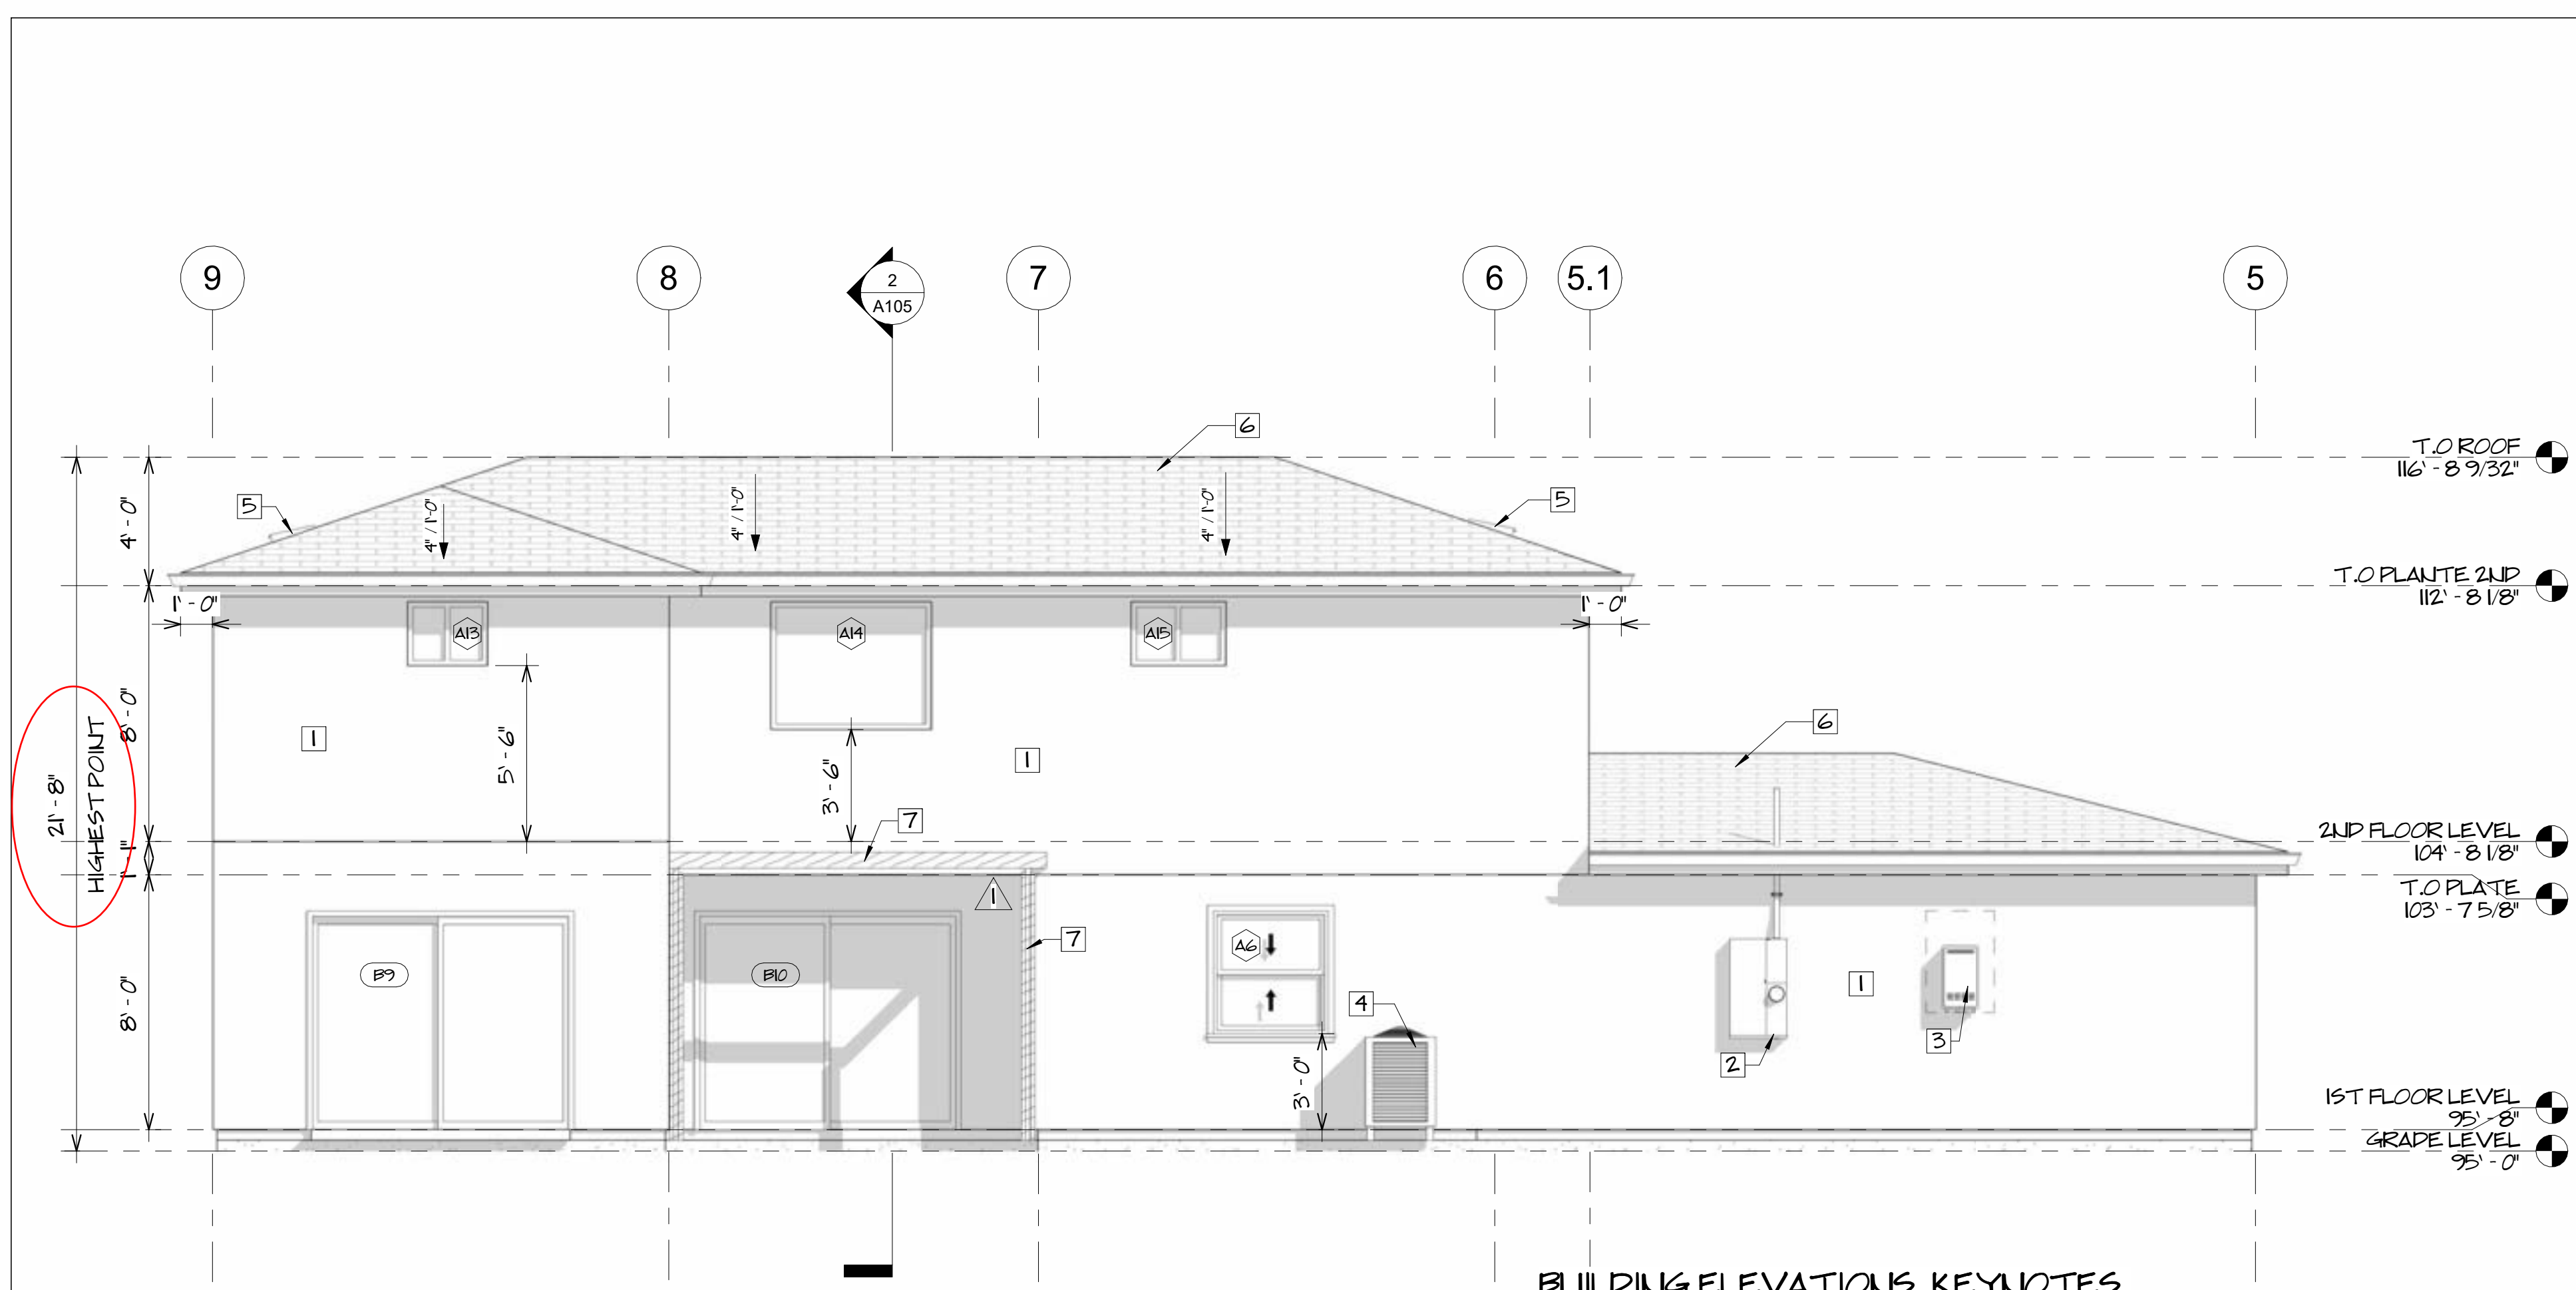 9
8
2
A105
7
6
5.1
5
6
T.O ROOF
116' - 8 9/32"
4' - 0"
5
4" / 1'-0"
4" / 1'-0"
4" / 1'-0"
5
T.O PLANTE 2ND
112' - 8 1/8"
1' - 0"
1' - 0"
A13
A14
A15
8' - 0"
5' - 6"
3' - 6"
1
1
6
21' - 8"
HIGHEST POINT
7
2ND FLOOR LEVEL
104' - 8 1/8"
1' - 1"
T.O PLATE
103' - 7 5/8"
1
7
A6
B9
B10
8' - 0"
4
1
3' - 0"
2
3
1ST FLOOR LEVEL
95' - 8"
GRADE LEVEL
95' - 0"
BUILDING ELEVATIONS KEYNOTES